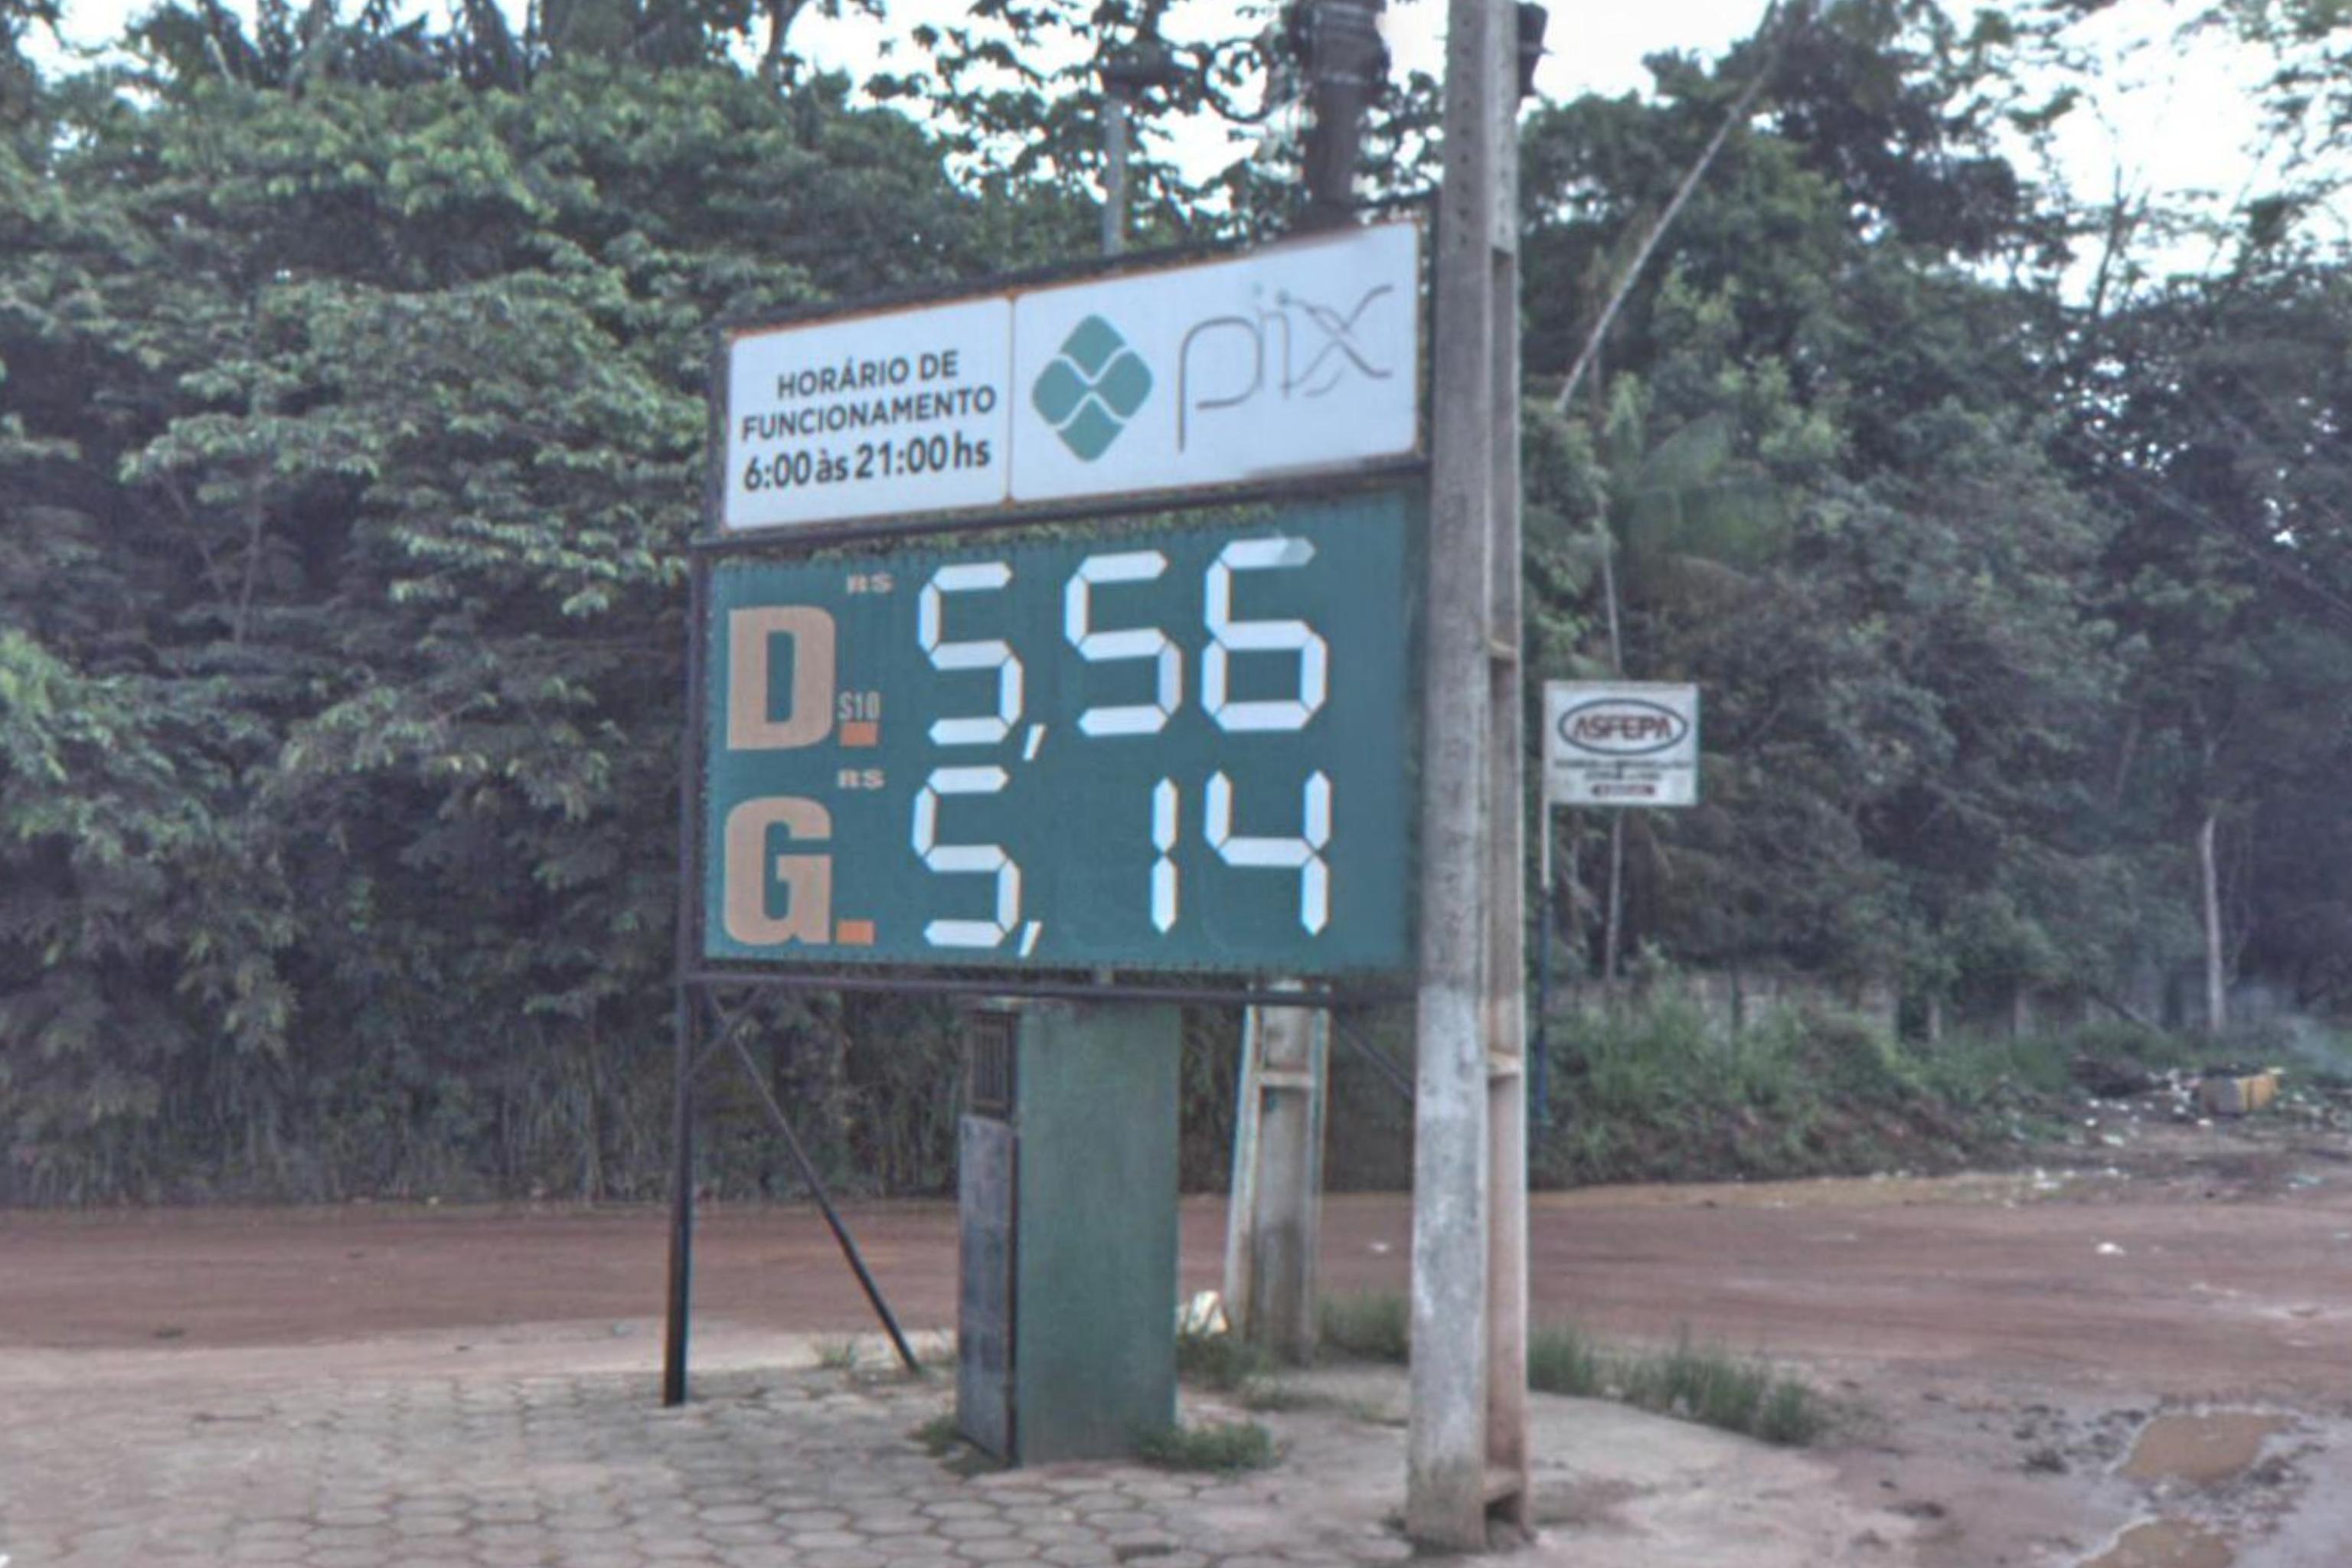 HORÁRIO DE
FUNCIONAMENTO
6:00 às 21:00 hs
pix
R$
D. S10 5,56
R$
G. 5,14
ASFEPA